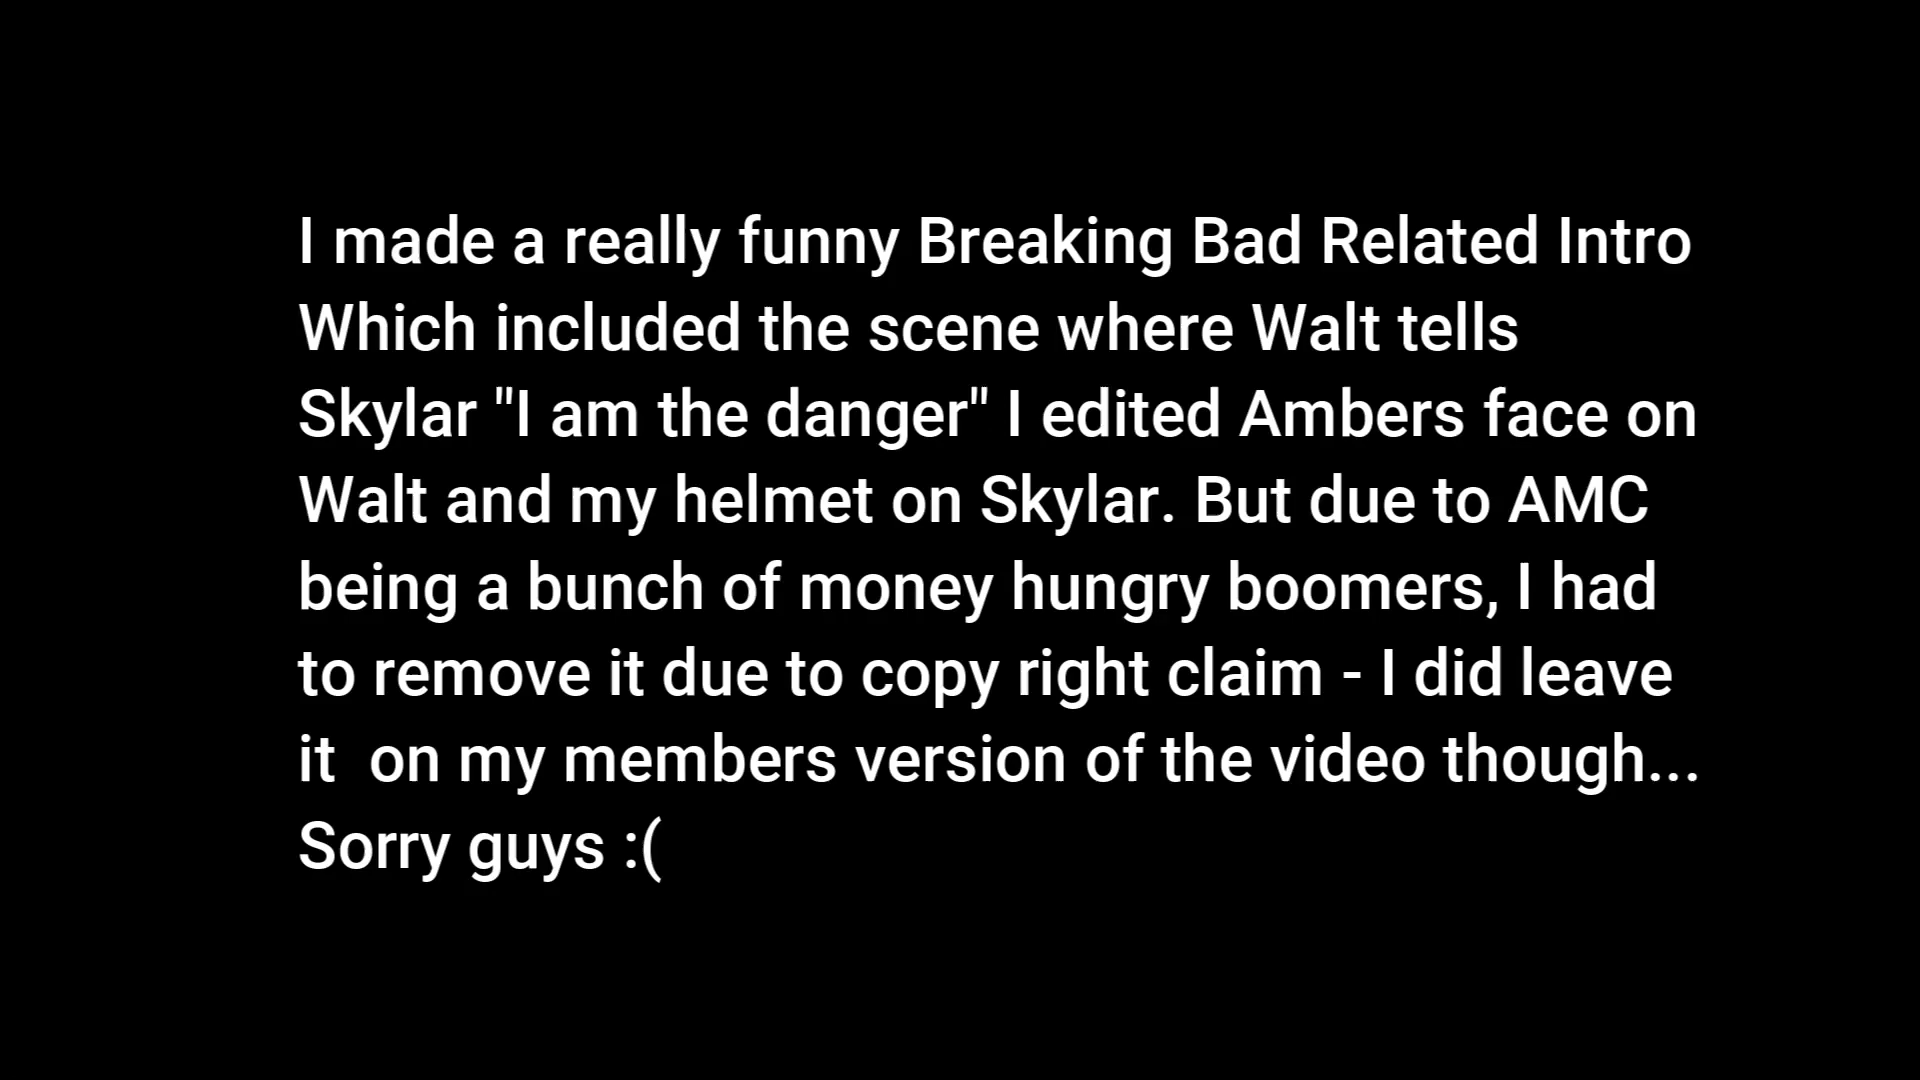 I made a really funny Breaking Bad Related Intro
Which included the scene where Walt tells
Skylar "I am the danger" I edited Ambers face on
Walt and my helmet on Skylar. But due to AMC
being a bunch of money hungry boomers, I had
to remove it due to copy right claim - I did leave
it  on my members version of the video though...
Sorry guys :(